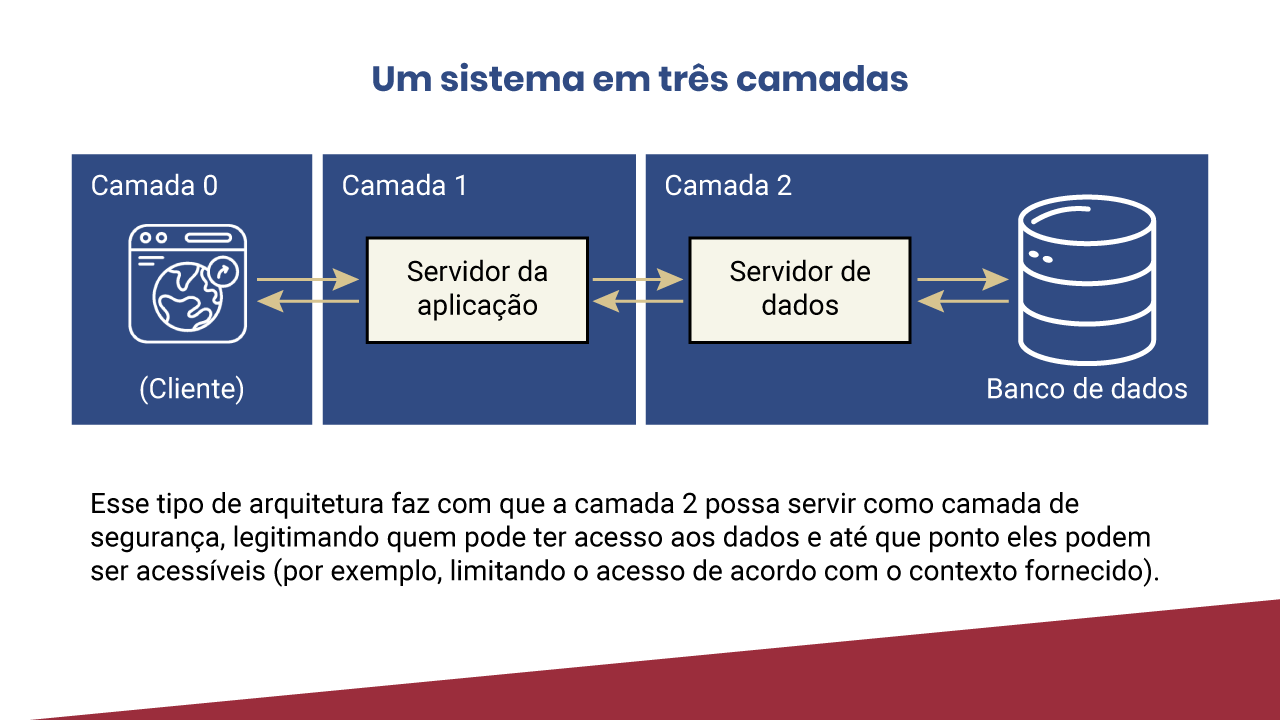 Um sistema em três camadas
Camada 0
(Cliente)
Camada 1
Servidor da
aplicação
Camada 2
Servidor de
dados
Banco de dados
Esse tipo de arquitetura faz com que a camada 2 possa servir como camada de
segurança, legitimando quem pode ter acesso aos dados e até que ponto eles podem
ser acessíveis (por exemplo, limitando o acesso de acordo com o contexto fornecido).